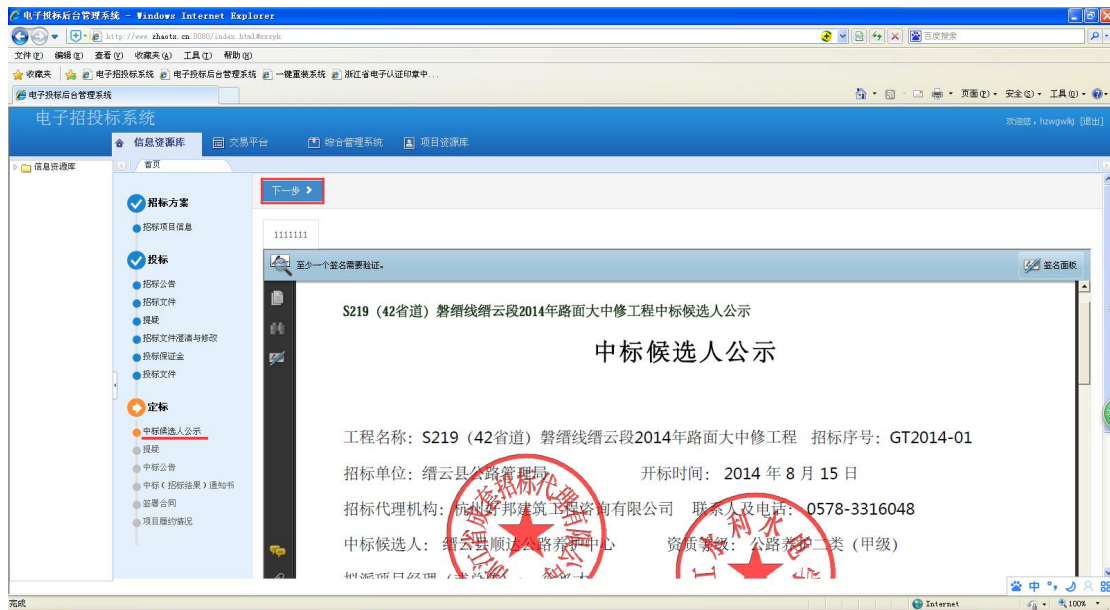 电子投标后台管理系统 - Windows Internet Explorer
百度搜索
文件(F) 编辑(E) 查看(V) 收藏夹(A) 工具(T) 帮助(H)
收藏夹 电子招投标系统 电子投标后台管理系统 一键重装系统 浙江省电子认证印章中...
电子投标后台管理系统
页面(P) 安全(S) 工具(O)
电子招投标系统
欢迎您，hzwgwlkj [退出]
信息资源库 交易平台 综合管理系统 项目资源库
信息资源库
首页
招标方案
招标项目信息
投标
招标公告
招标文件
提疑
招标文件澄清与修改
投标保证金
投标文件
定标
中标候选人公示
提疑
中标公告
中标（招标结果）通知书
签署合同
项目履约情况
下一步
1111111
至少一个签名需要验证。
签名面板
S219（42省道）磐缙线缙云段2014年路面大中修工程中标候选人公示
中标候选人公示
工程名称：S219（42省道）磐缙线缙云段2014年路面大中修工程 招标序号：GT2014-01
招标单位：缙云县公路管理局 开标时间： 2014 年 8 月 15 日
招标代理机构：杭州好邦建筑工程咨询有限公司 联系人及电话：0578-3316048
中标候选人：缙云县顺达公路养护中心 资质等级：公路养护二类（甲级）
完成
中
Internet
100%